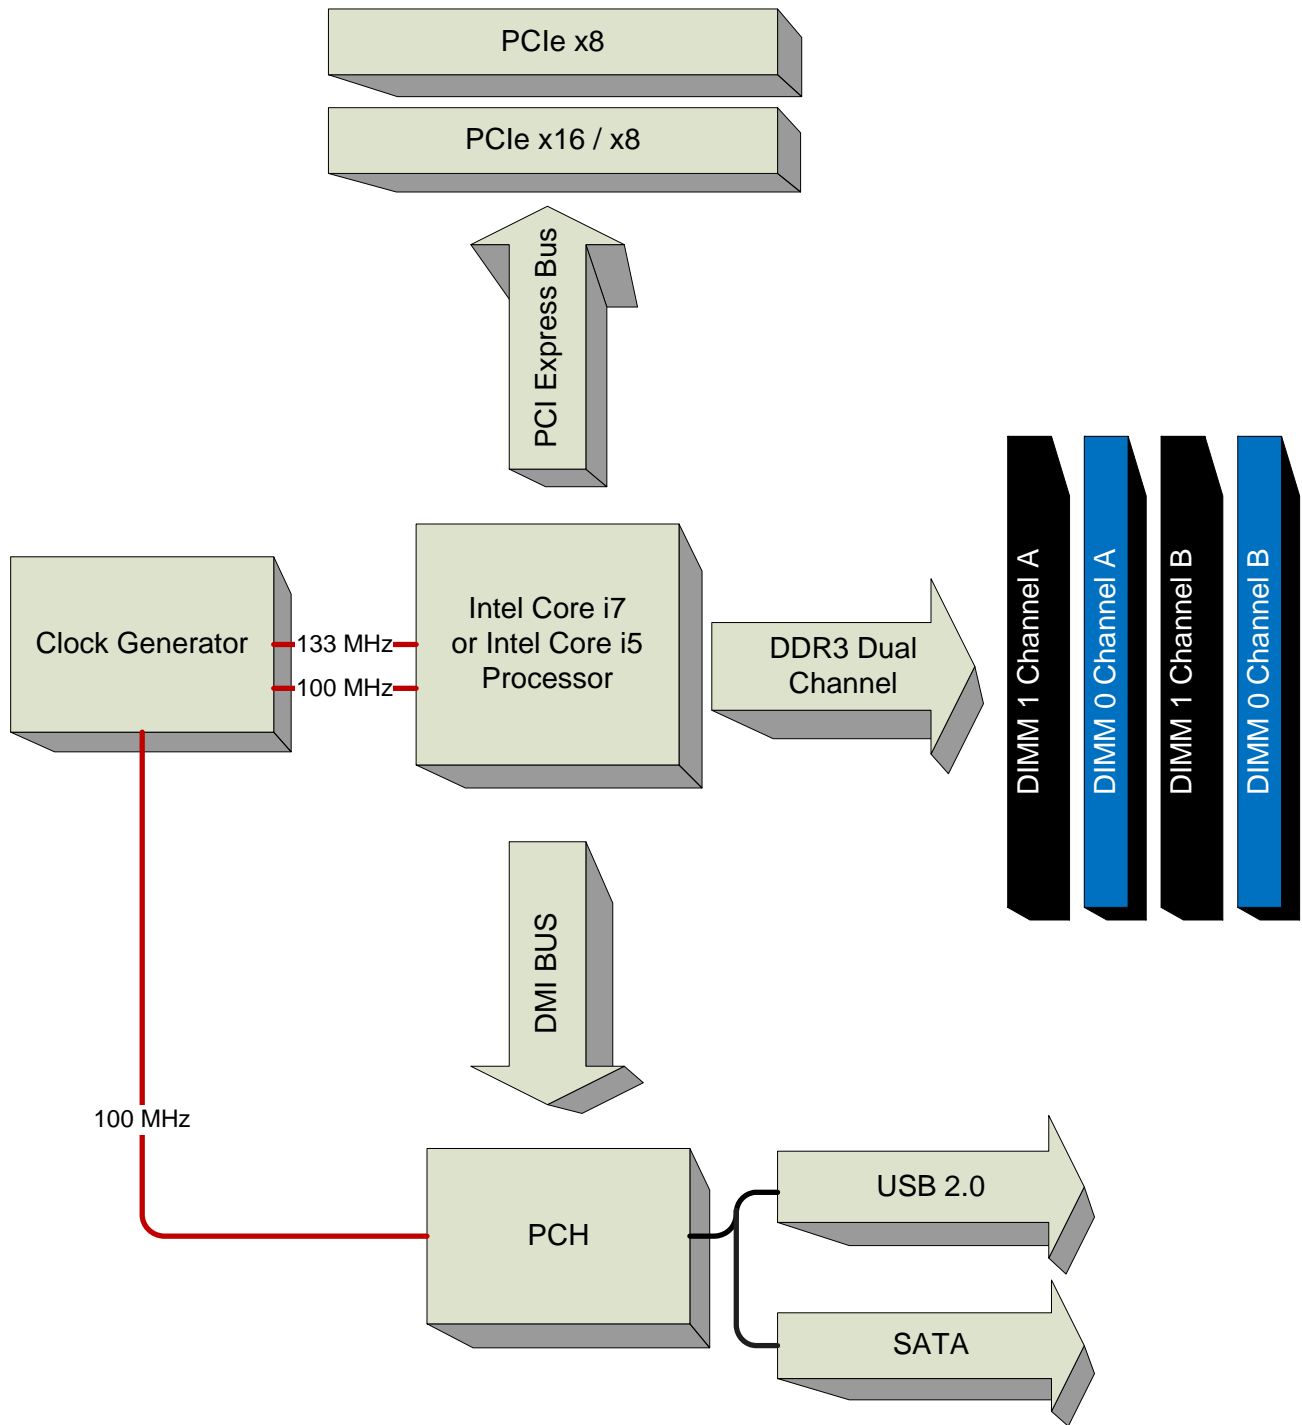 PCIe x8
PCIe x16 / x8
PCI Express Bus
Clock Generator
133 MHz
100 MHz
Intel Core i7
or Intel Core i5
Processor
DDR3 Dual
Channel
DIMM 1 Channel A
DIMM 0 Channel A
DIMM 1 Channel B
DIMM 0 Channel B
DMI BUS
100 MHz
PCH
USB 2.0
SATA